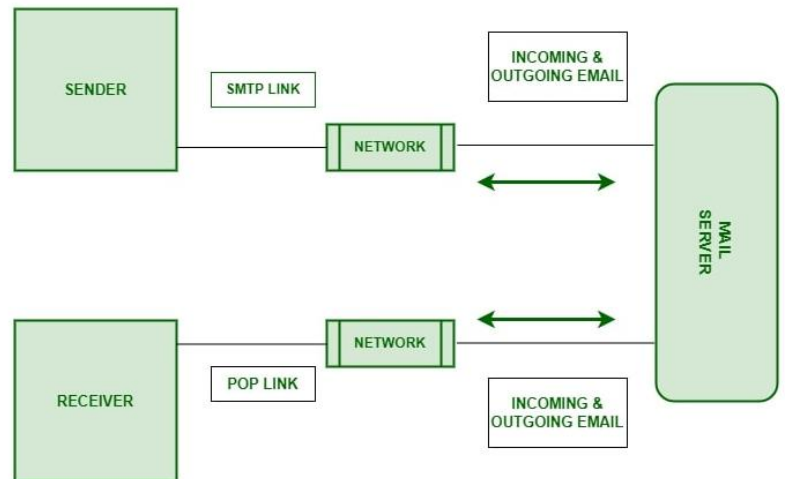 INCOMING &
OUTGOING EMAIL
SENDER
SMTP LINK
NETWORK
MAIL
SERVER
NETWORK
POP LINK
RECEIVER
INCOMING &
OUTGOING EMAIL